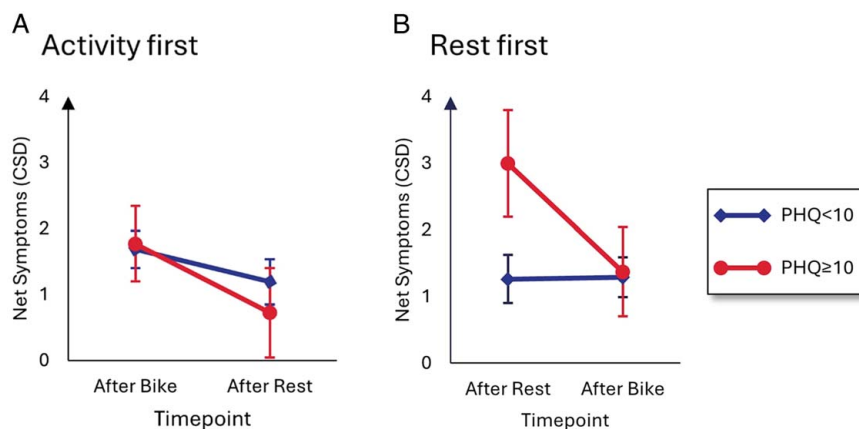 A
Activity first
4
3
2
1
0
Net Symptoms (CSD)
After Bike
After Rest
Timepoint
B
Rest first
4
3
2
1
0
Net Symptoms (CSD)
After Rest
After Bike
Timepoint
PHQ<10
PHQ≥10